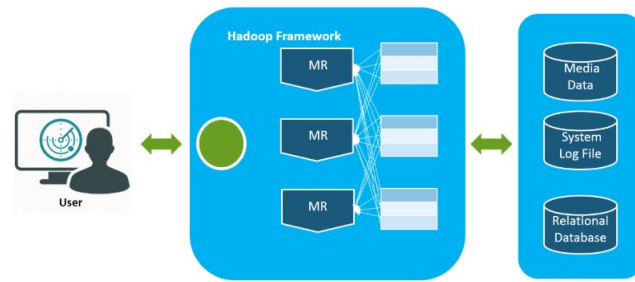 Hadoop Framework
MR
MR
MR
User
Media
Data
System
Log File
Relational
Database